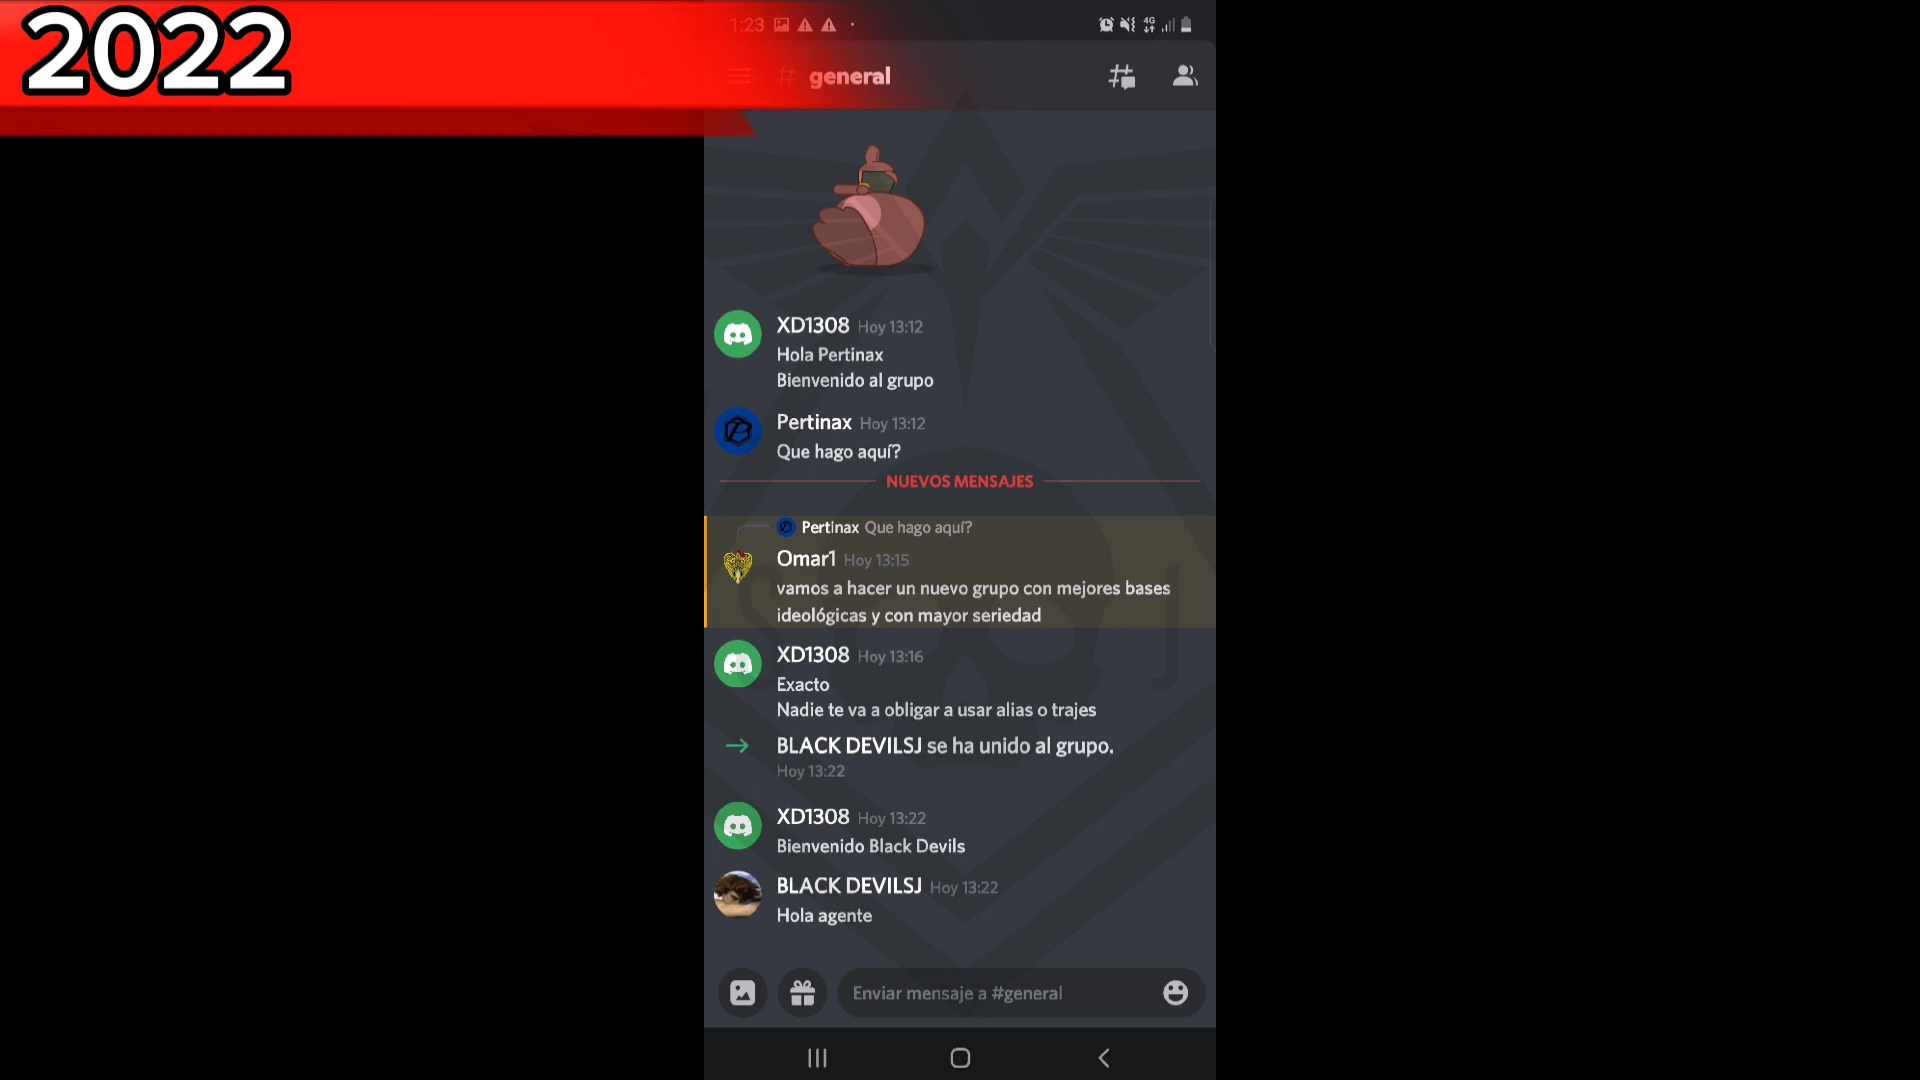 2022
1:23
4G
# general
XD1308 Hoy 13:12
Hola Pertinax
Bienvenido al grupo
Pertinax Hoy 13:12
Que hago aquí?
NUEVOS MENSAJES
Pertinax Que hago aquí?
Omar1 Hoy 13:15
vamos a hacer un nuevo grupo con mejores bases
ideológicas y con mayor seriedad
XD1308 Hoy 13:16
Exacto
Nadie te va a obligar a usar alias o trajes
BLACK DEVILSJ se ha unido al grupo.
Hoy 13:22
XD1308 Hoy 13:22
Bienvenido Black Devils
BLACK DEVILSJ Hoy 13:22
Hola agente
Enviar mensaje a #general